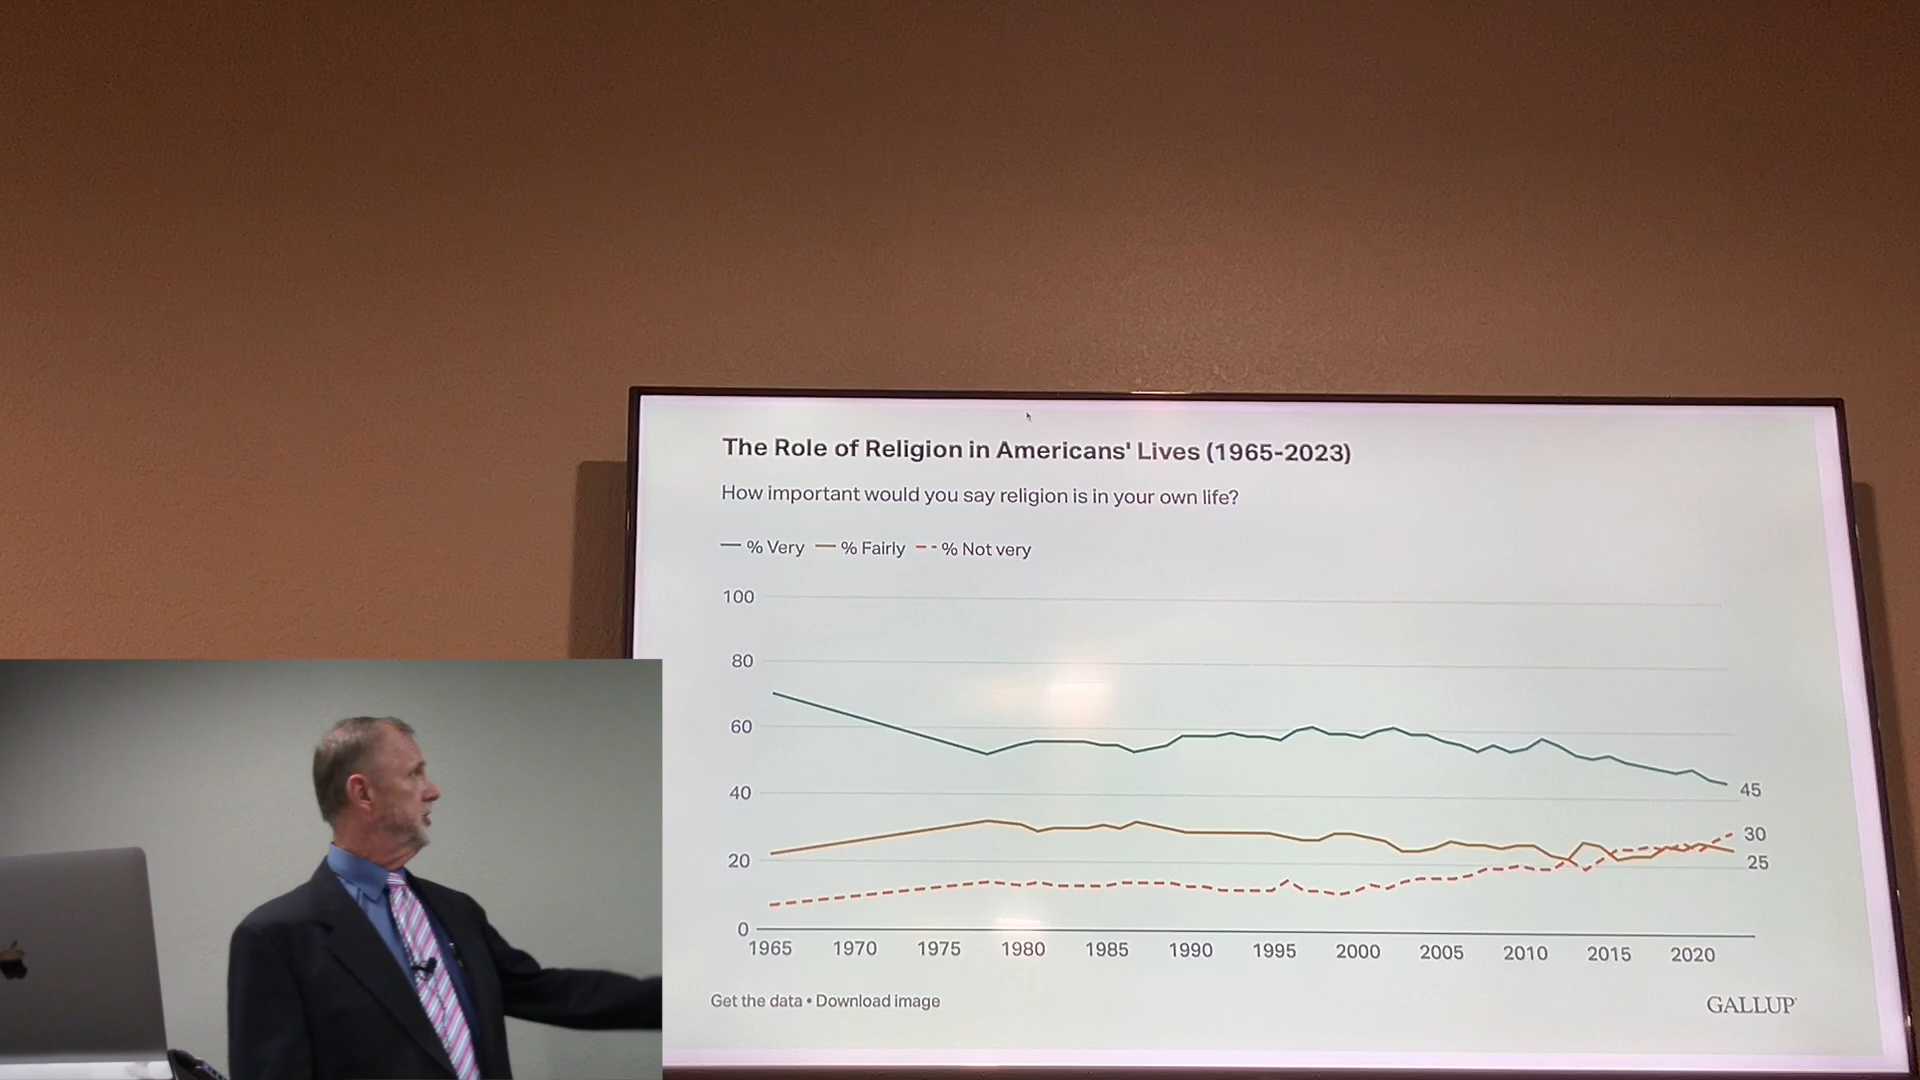 The Role of Religion in Americans' Lives (1965-2023)
How important would you say religion is in your own life?
% Very % Fairly % Not very
100
80
60
40
20
0
45
30
25
1965 1970 1975 1980 1985 1990 1995 2000 2005 2010 2015 2020
Get the data • Download image
GALLUP